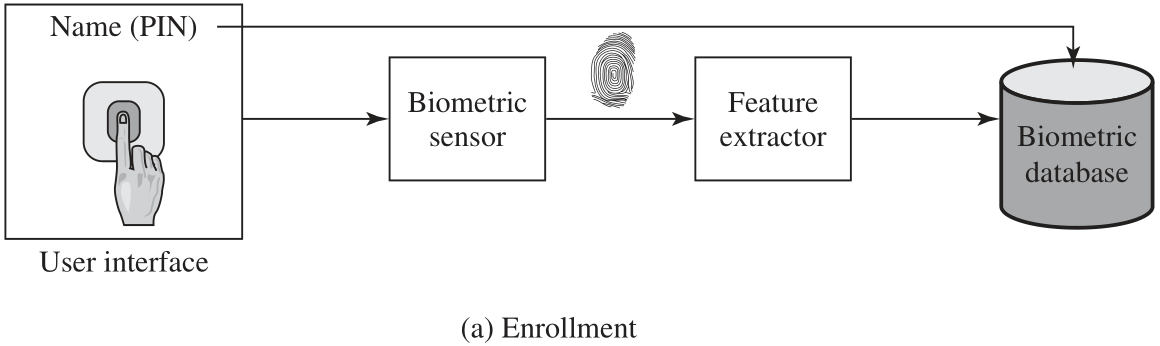 Name (PIN)
Biometric
sensor
Feature
extractor
Biometric
database
User interface
(a) Enrollment